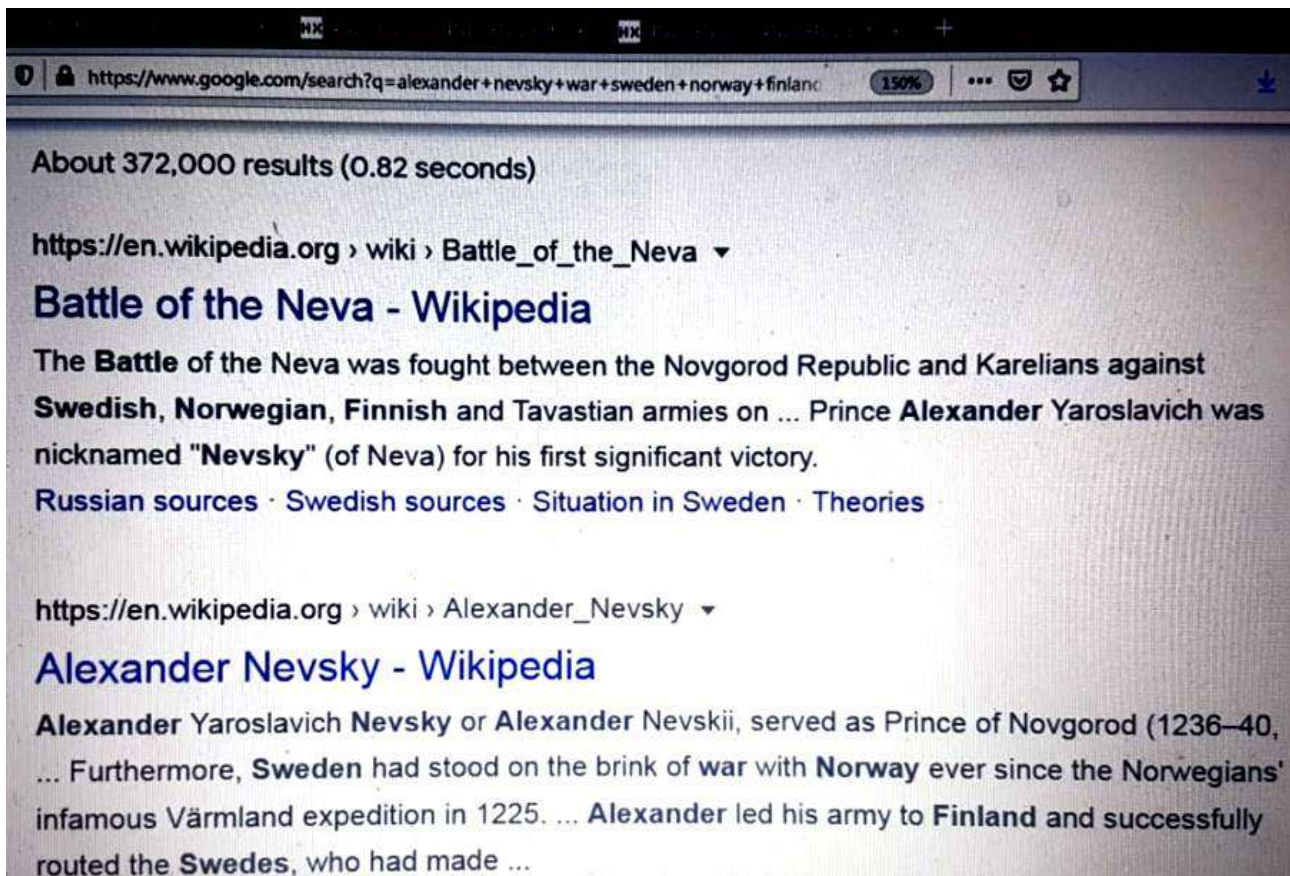 HX
HX
https://www.google.com/search?q=alexander+nevsky+war+sweden+norway+finland
150%
About 372,000 results (0.82 seconds)
https://en.wikipedia.org › wiki › Battle_of_the_Neva
Battle of the Neva - Wikipedia
The Battle of the Neva was fought between the Novgorod Republic and Karelians against
Swedish, Norwegian, Finnish and Tavastian armies on ... Prince Alexander Yaroslavich was
nicknamed "Nevsky" (of Neva) for his first significant victory.
Russian sources · Swedish sources · Situation in Sweden · Theories
https://en.wikipedia.org › wiki › Alexander_Nevsky
Alexander Nevsky - Wikipedia
Alexander Yaroslavich Nevsky or Alexander Nevskii, served as Prince of Novgorod (1236–40,
... Furthermore, Sweden had stood on the brink of war with Norway ever since the Norwegians'
infamous Värmland expedition in 1225. ... Alexander led his army to Finland and successfully
routed the Swedes, who had made ...